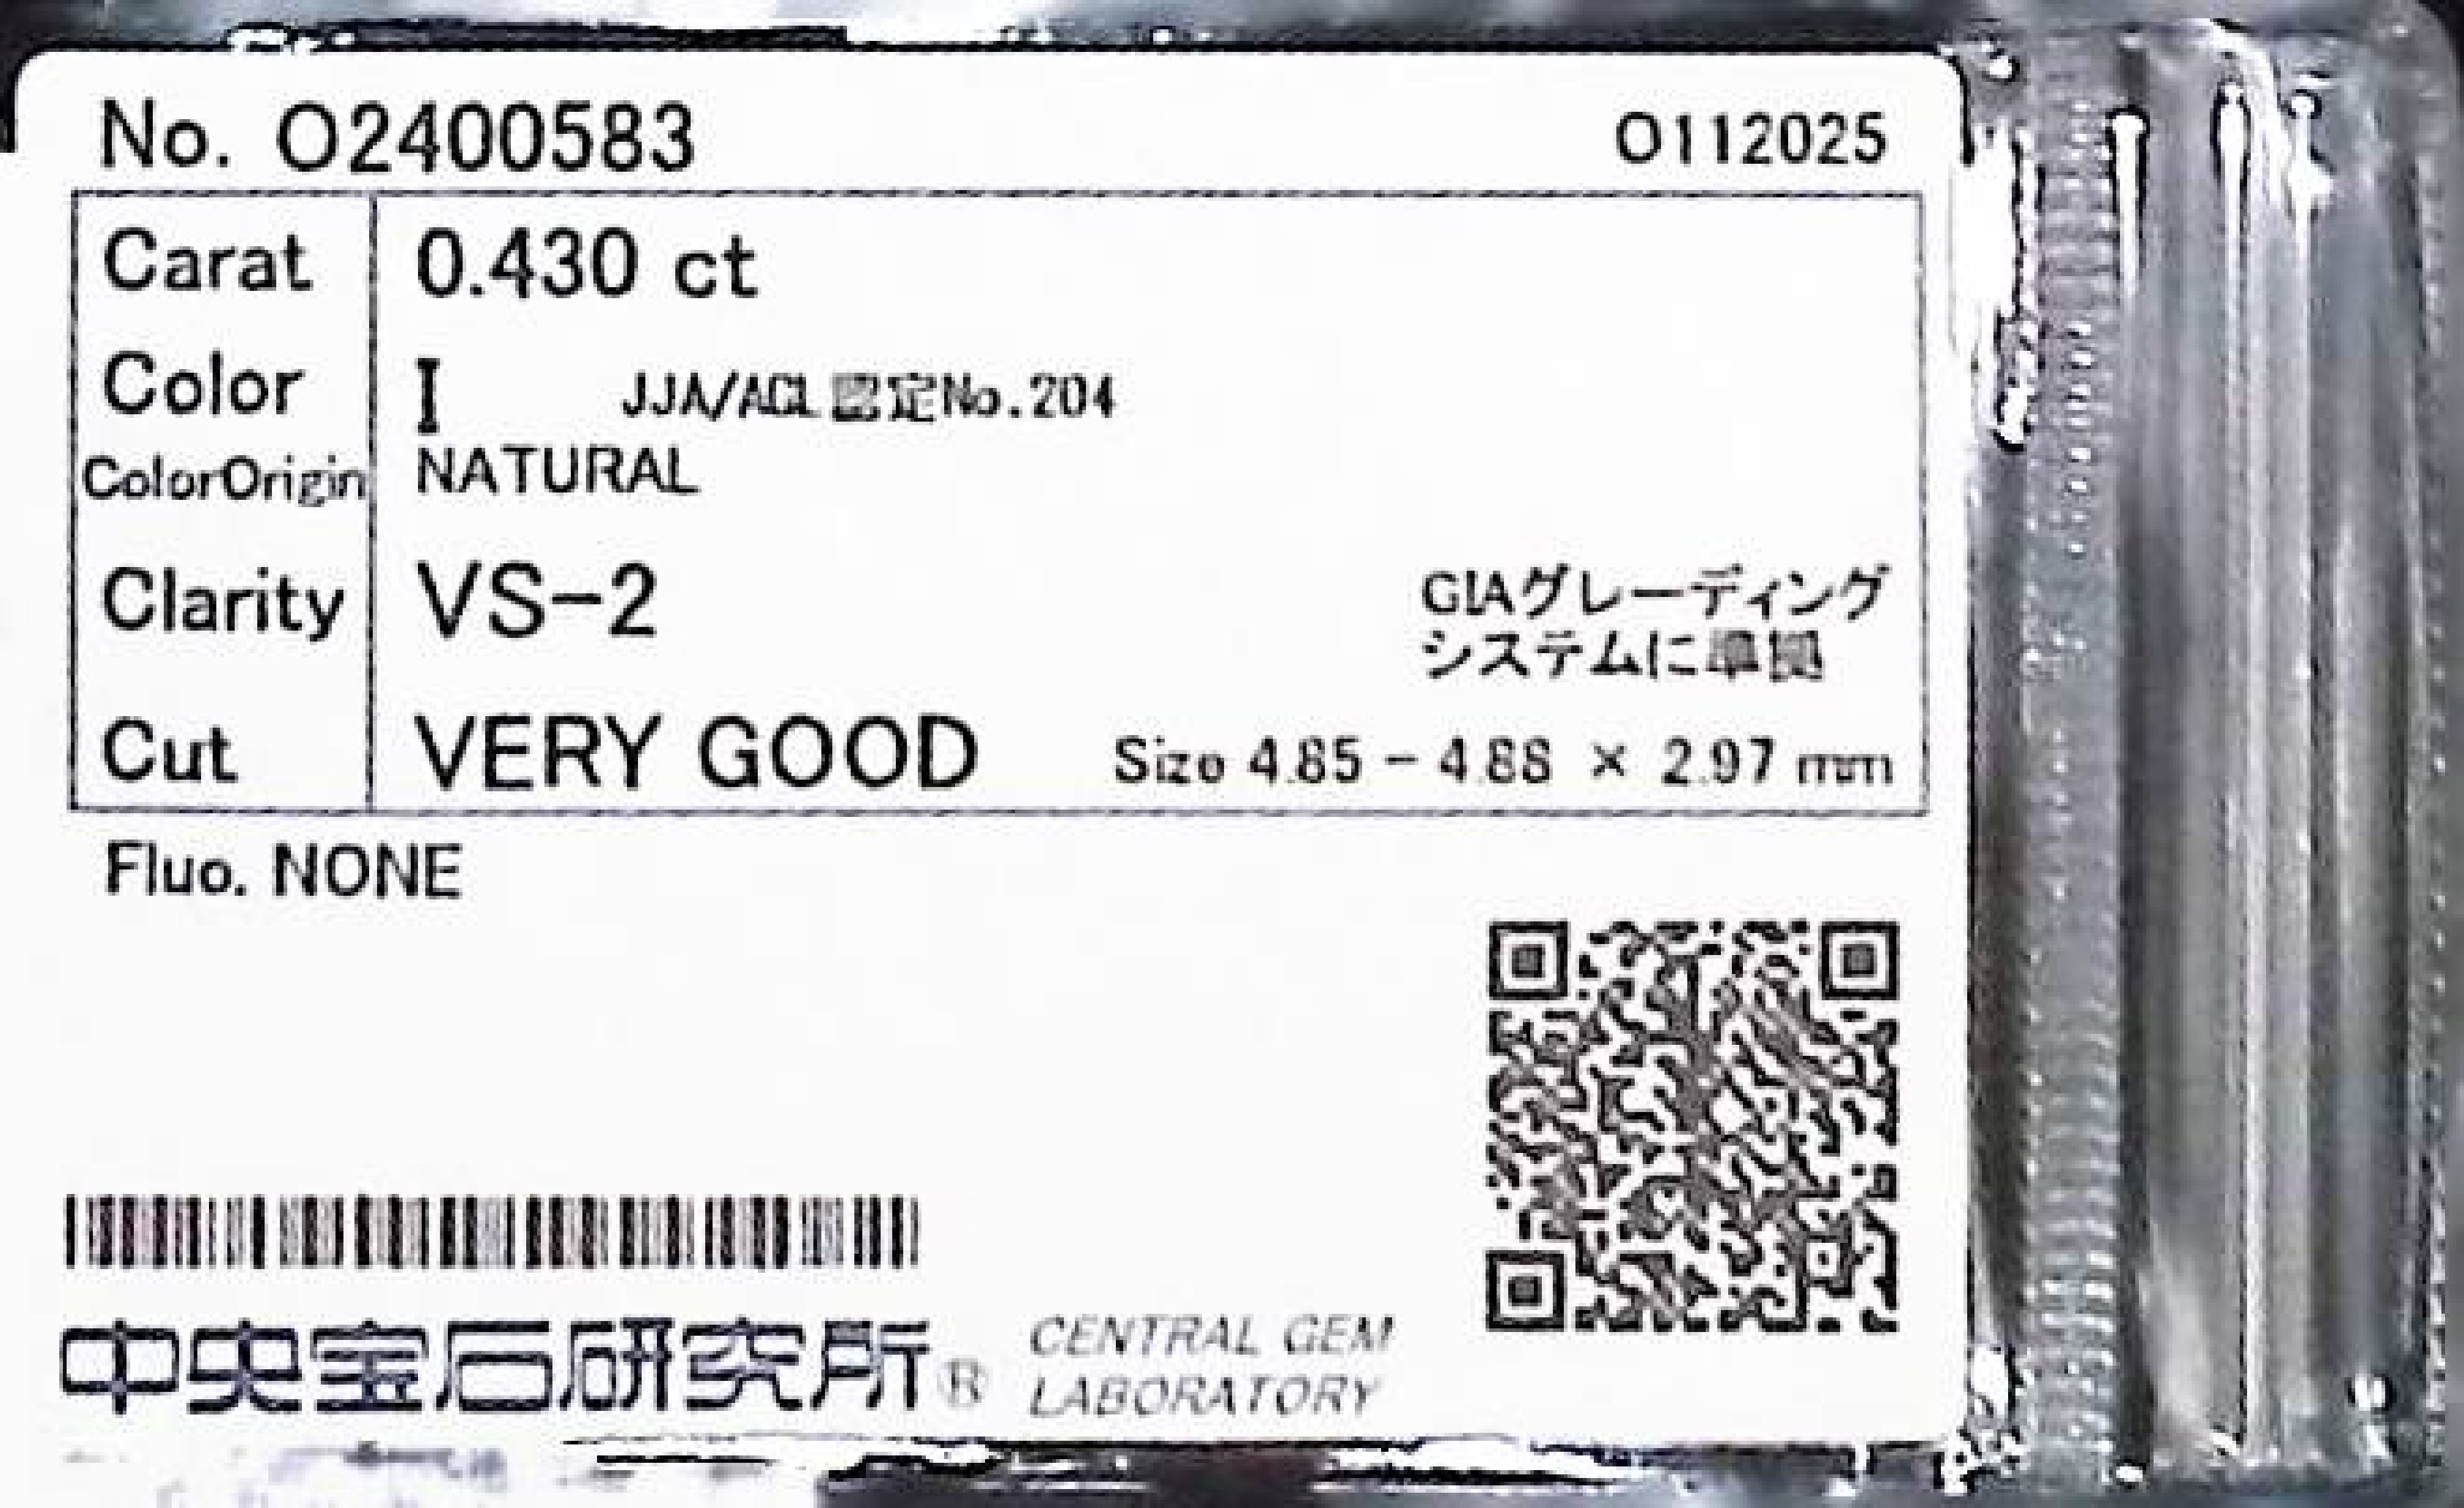 No. O2400583 O112025
Carat 0.430 ct
Color I JJA/AGL認定No.204
ColorOrigin NATURAL
Clarity VS-2 GIAグレーディング
システムに準拠
Cut VERY GOOD Size 4.85 - 4.88 × 2.97 mm
Fluo. NONE
中央宝石研究所® CENTRAL GEM
LABORATORY